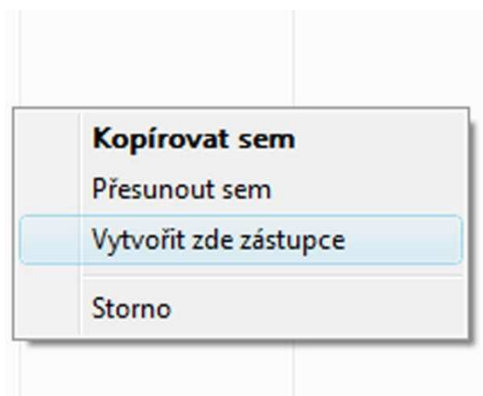 Kopírovat sem
Přesunout sem
Vytvořit zde zástupce
Storno